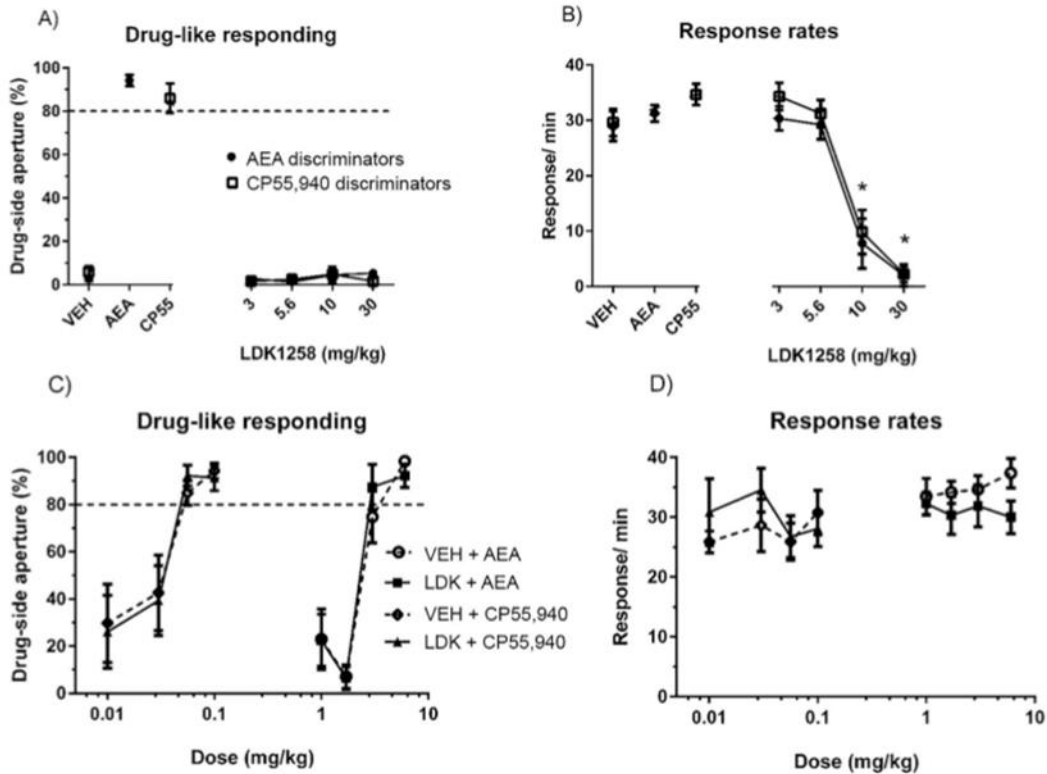 A)
Drug-like responding
Drug-side aperture (%)
100
80
60
40
20
0
AEA discriminators
CP55,940 discriminators
VEH
AEA
CP55
3
5.6
10
30
LDK1258 (mg/kg)
B)
Response rates
Response/ min
40
30
20
10
0
*
*
VEH
AEA
CP55
3
5.6
10
30
LDK1258 (mg/kg)
C)
Drug-like responding
Drug-side aperture (%)
100
80
60
40
20
0
VEH + AEA
LDK + AEA
VEH + CP55,940
LDK + CP55,940
0.01
0.1
1
10
Dose (mg/kg)
D)
Response rates
Response/ min
40
30
20
10
0
0.01
0.1
1
10
Dose (mg/kg)